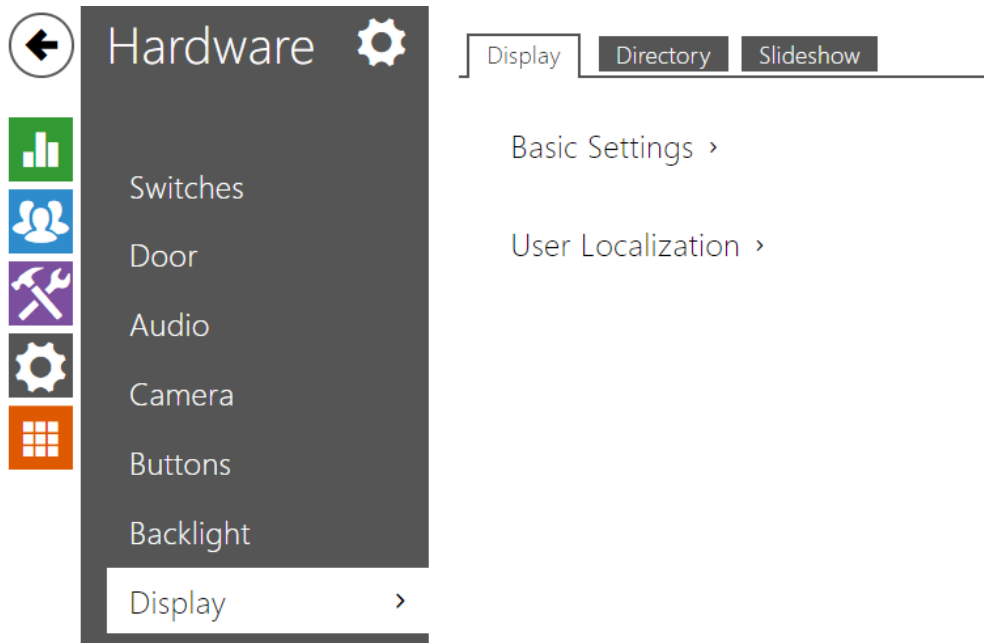 Hardware
Switches
Door
Audio
Camera
Buttons
Backlight
Display
Display Directory Slideshow
Basic Settings
User Localization